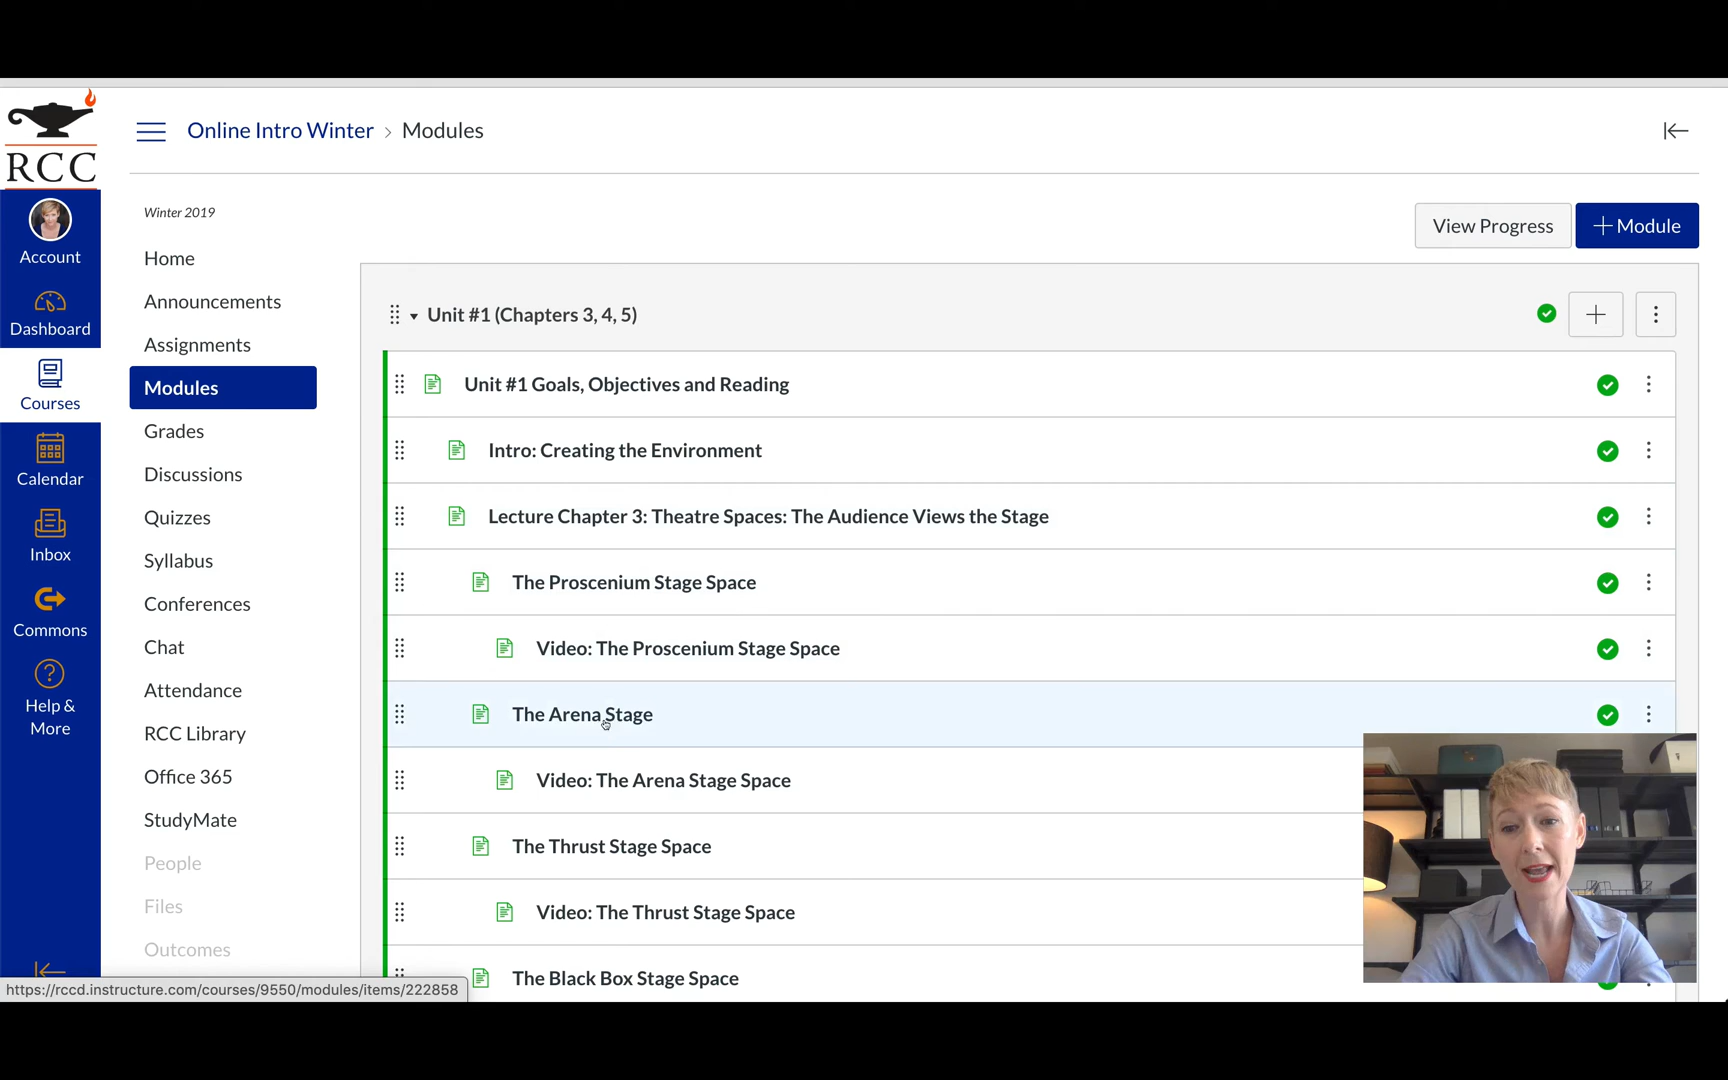 RCC
Account
Dashboard
Courses
Calendar
Inbox
Commons
Help &
More
Online Intro Winter › Modules
Winter 2019
Home
Announcements
Assignments
Modules
Grades
Discussions
Quizzes
Syllabus
Conferences
Chat
Attendance
RCC Library
Office 365
StudyMate
People
Files
Outcomes
View Progress
+ Module
Unit #1 (Chapters 3, 4, 5)
Unit #1 Goals, Objectives and Reading
Intro: Creating the Environment
Lecture Chapter 3: Theatre Spaces: The Audience Views the Stage
The Proscenium Stage Space
Video: The Proscenium Stage Space
The Arena Stage
Video: The Arena Stage Space
The Thrust Stage Space
Video: The Thrust Stage Space
The Black Box Stage Space
https://rccd.instructure.com/courses/9550/modules/items/222858